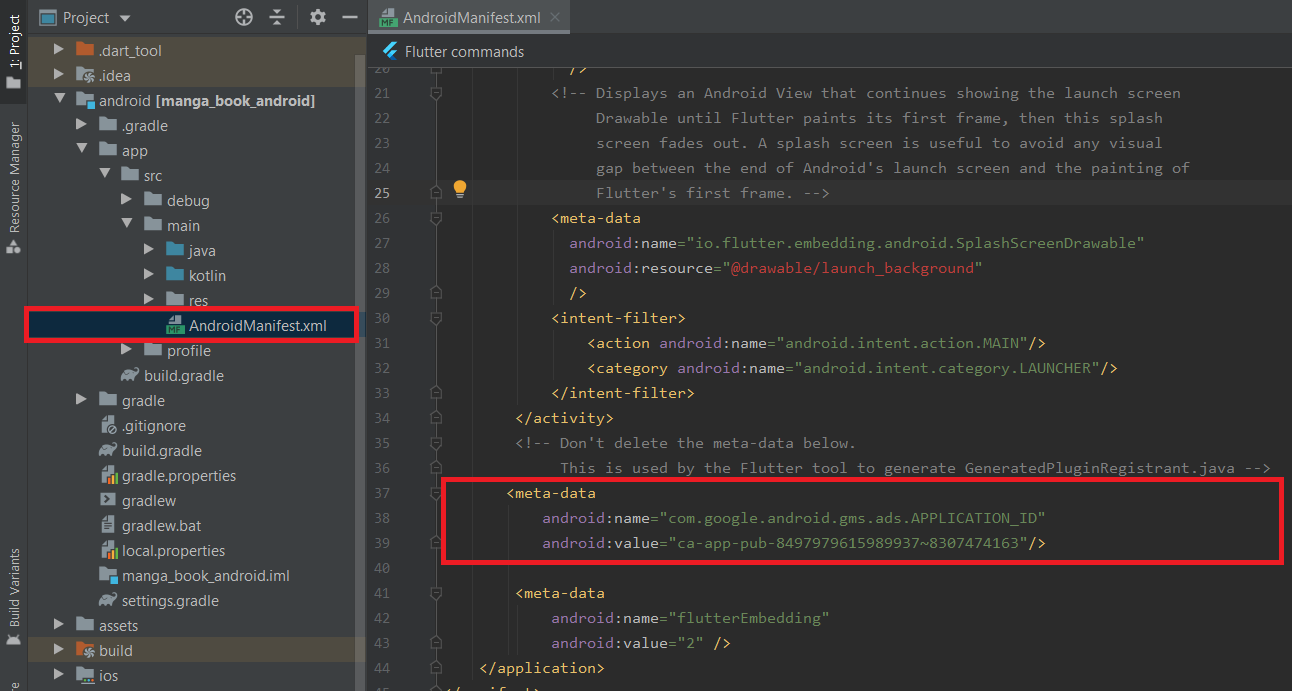 1: Project
Resource Manager
Build Variants
Project
.dart_tool
.idea
android [manga_book_android]
.gradle
app
src
debug
main
java
kotlin
res
MF AndroidManifest.xml
profile
build.gradle
gradle
.gitignore
build.gradle
gradle.properties
gradlew
gradlew.bat
local.properties
manga_book_android.iml
settings.gradle
assets
build
ios
MF AndroidManifest.xml
Flutter commands
20 />
21 <!-- Displays an Android View that continues showing the launch screen
22 Drawable until Flutter paints its first frame, then this splash
23 screen fades out. A splash screen is useful to avoid any visual
24 gap between the end of Android's launch screen and the painting of
25 Flutter's first frame. -->
26 <meta-data
27 android:name="io.flutter.embedding.android.SplashScreenDrawable"
28 android:resource="@drawable/launch_background"
29 />
30 <intent-filter>
31 <action android:name="android.intent.action.MAIN"/>
32 <category android:name="android.intent.category.LAUNCHER"/>
33 </intent-filter>
34 </activity>
35 <!-- Don't delete the meta-data below.
36 This is used by the Flutter tool to generate GeneratedPluginRegistrant.java -->
37 <meta-data
38 android:name="com.google.android.gms.ads.APPLICATION_ID"
39 android:value="ca-app-pub-8497979615989937~8307474163"/>
40
41 <meta-data
42 android:name="flutterEmbedding"
43 android:value="2" />
44 </application>